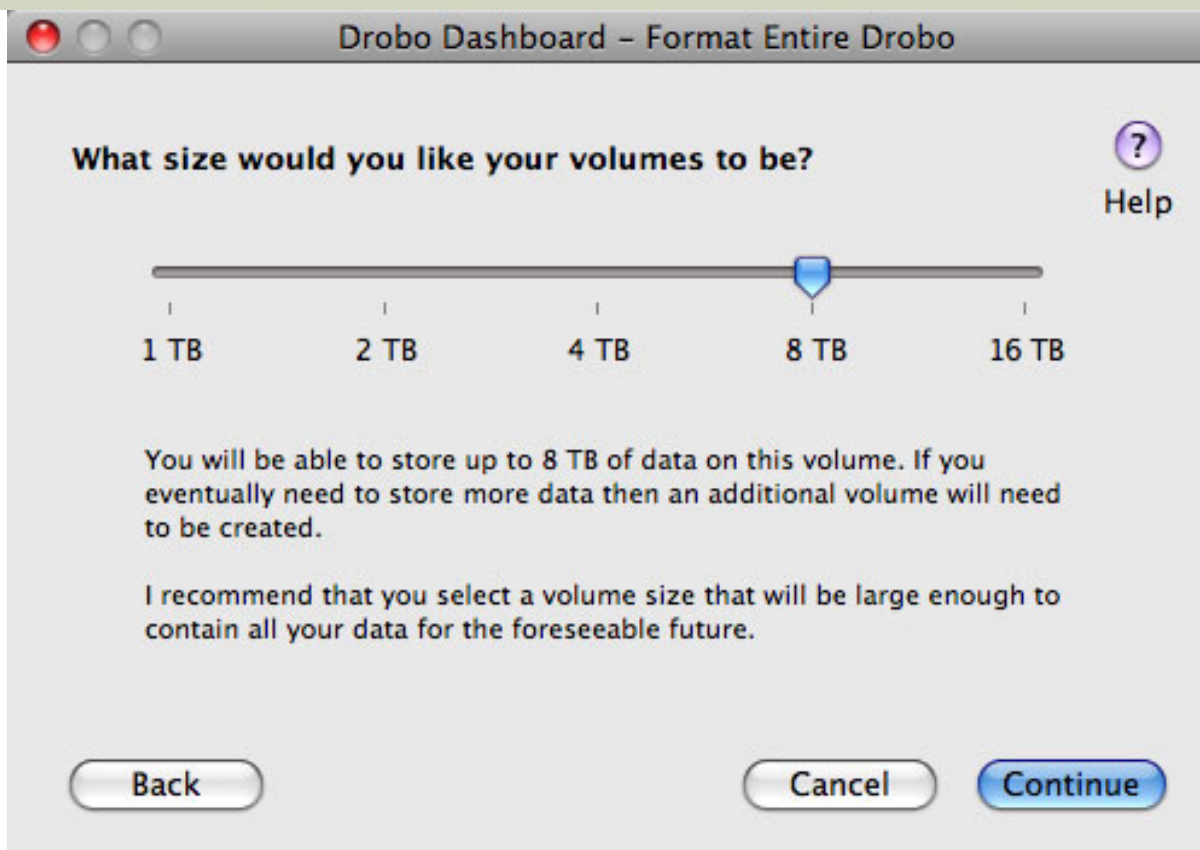 Drobo Dashboard – Format Entire Drobo
What size would you like your volumes to be?
?
Help
1 TB 2 TB 4 TB 8 TB 16 TB
You will be able to store up to 8 TB of data on this volume. If you
eventually need to store more data then an additional volume will need
to be created.
I recommend that you select a volume size that will be large enough to
contain all your data for the foreseeable future.
Back Cancel Continue